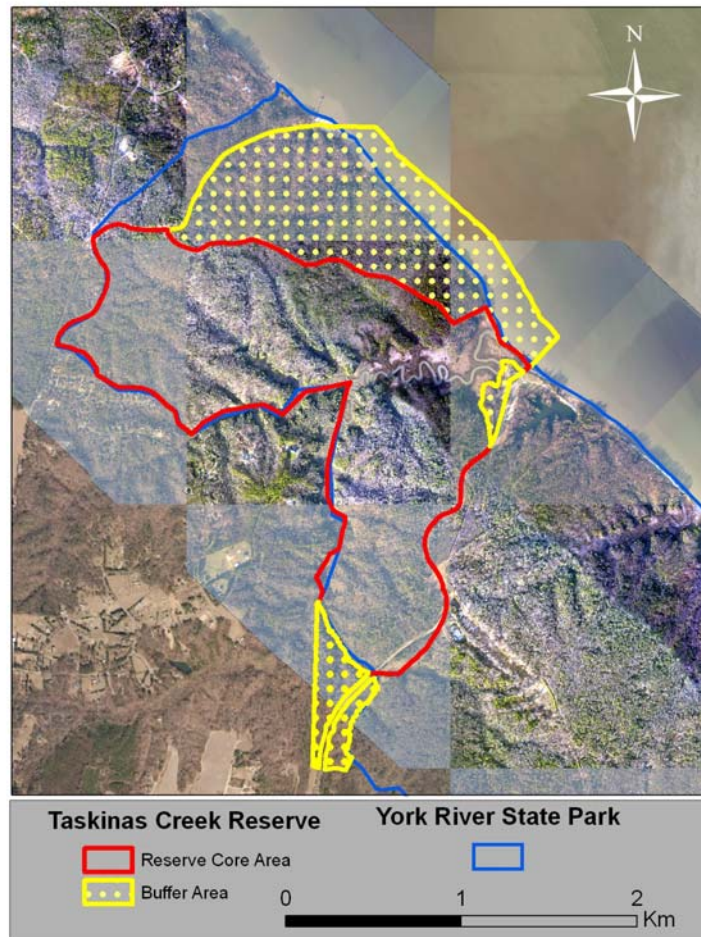 N
Taskinas Creek Reserve
York River State Park
Reserve Core Area
Buffer Area
0 1 2
Km